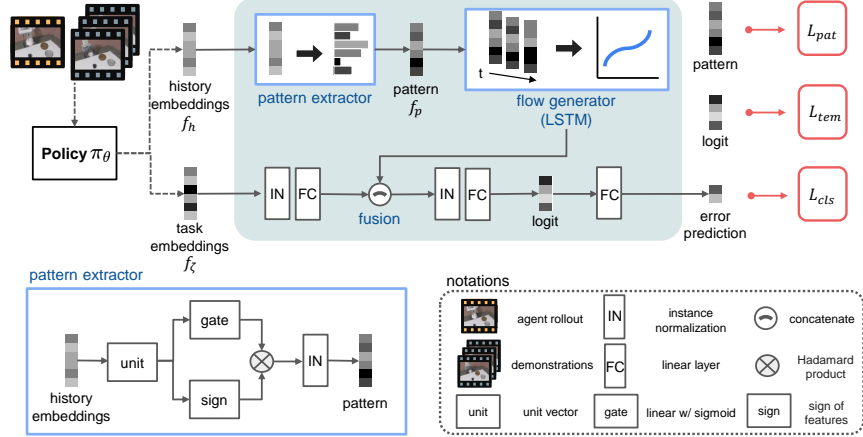 Policy π_θ
history
embeddings
f_h
pattern extractor
pattern
f_p
t
flow generator
(LSTM)
pattern
L_pat
logit
L_tem
task
embeddings
f_ζ
IN
FC
fusion
IN
FC
logit
FC
error
prediction
L_cls
pattern extractor
history
embeddings
unit
gate
sign
IN
pattern
notations
agent rollout
IN
instance
normalization
concatenate
demonstrations
FC
linear layer
Hadamard
product
unit
unit vector
gate
linear w/ sigmoid
sign
sign of
features